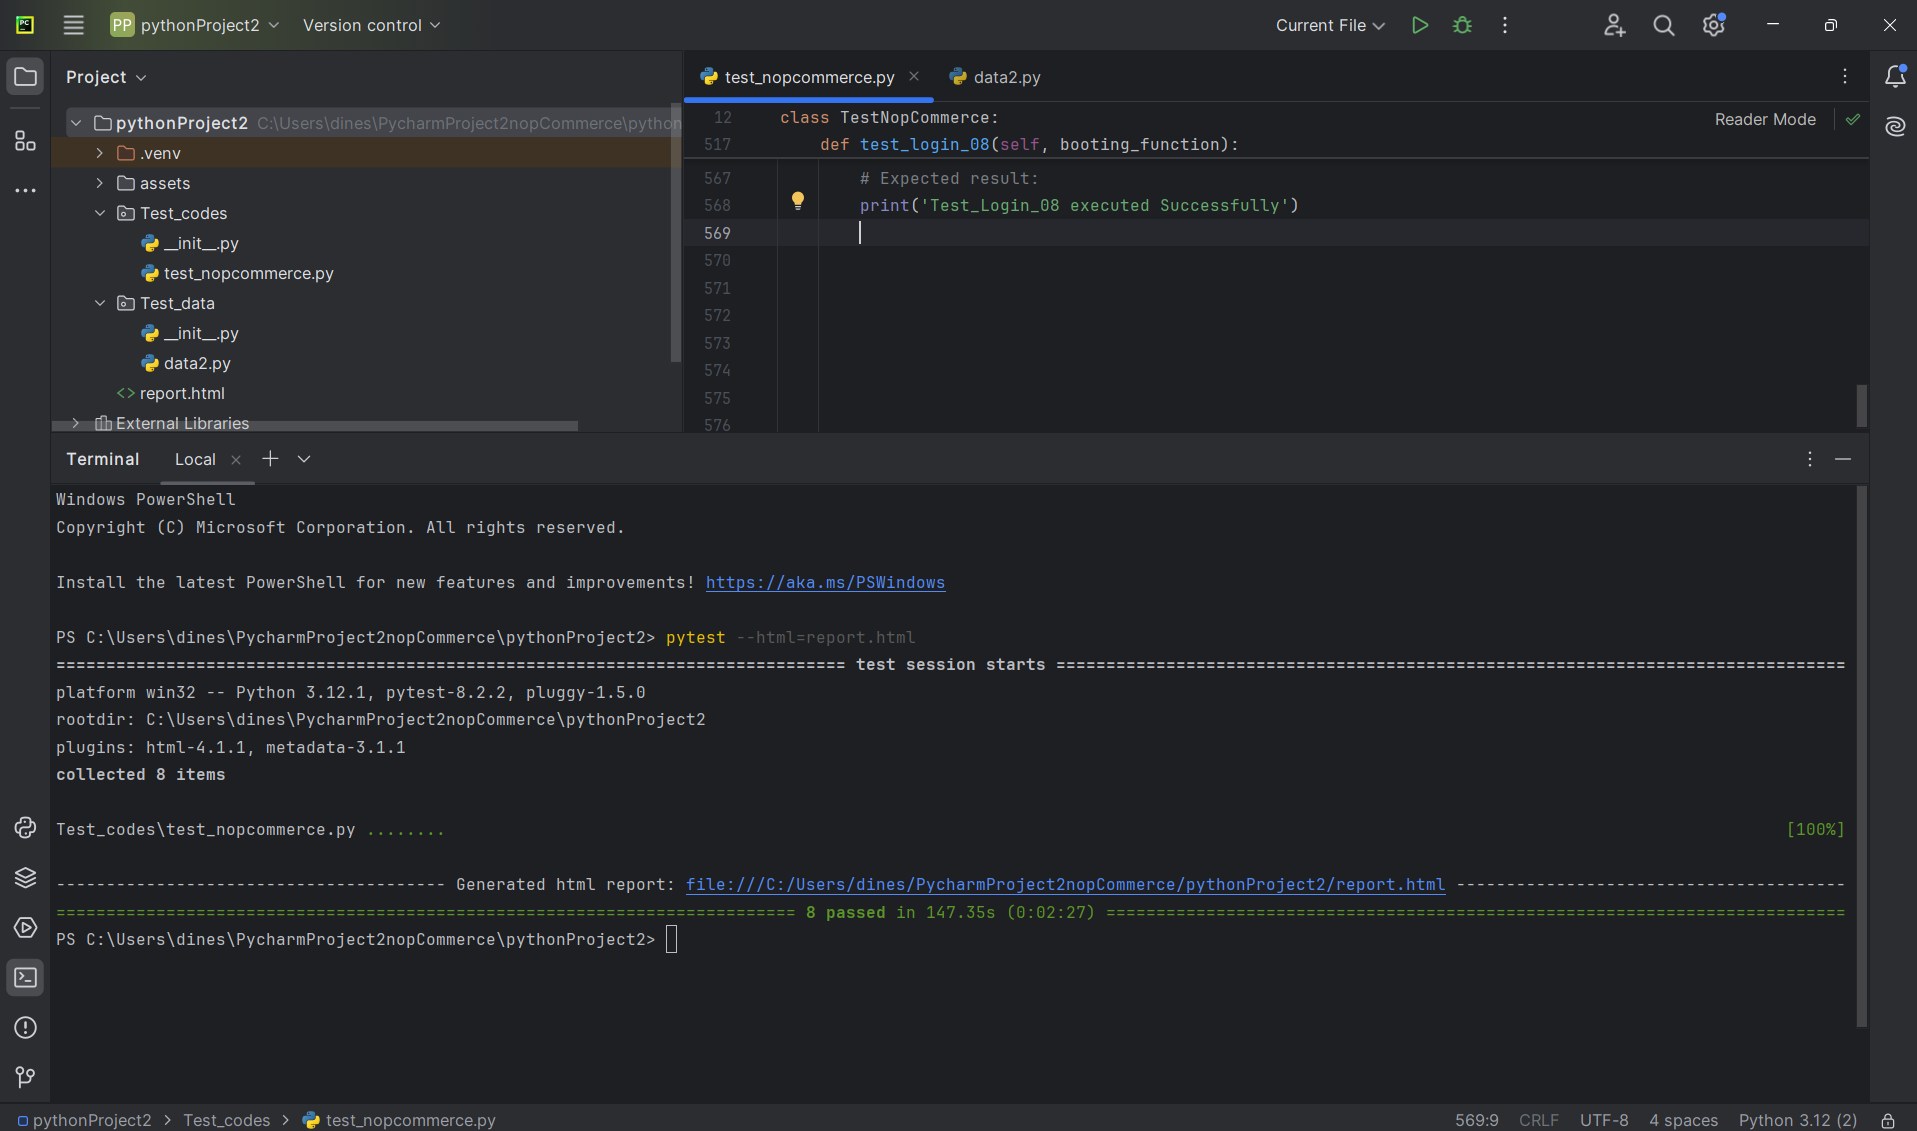 PP pythonProject2 Version control Current File
Project
pythonProject2 C:\Users\dines\PycharmProject2nopCommerce\python
.venv
assets
Test_codes
__init__.py
test_nopcommerce.py
Test_data
__init__.py
data2.py
report.html
External Libraries
test_nopcommerce.py data2.py
Reader Mode
12 class TestNopCommerce:
517 def test_login_08(self, booting_function):
567 # Expected result:
568 print('Test_Login_08 executed Successfully')
569
570
571
572
573
574
575
576
Terminal Local
Windows PowerShell
Copyright (C) Microsoft Corporation. All rights reserved.
Install the latest PowerShell for new features and improvements! https://aka.ms/PSWindows
PS C:\Users\dines\PycharmProject2nopCommerce\pythonProject2> pytest --html=report.html
=============================================================================== test session starts ===============================================================================
platform win32 -- Python 3.12.1, pytest-8.2.2, pluggy-1.5.0
rootdir: C:\Users\dines\PycharmProject2nopCommerce\pythonProject2
plugins: html-4.1.1, metadata-3.1.1
collected 8 items
Test_codes\test_nopcommerce.py ........ [100%]
--------------------------------------- Generated html report: file:///C:/Users/dines/PycharmProject2nopCommerce/pythonProject2/report.html ---------------------------------------
========================================================================== 8 passed in 147.35s (0:02:27) ==========================================================================
PS C:\Users\dines\PycharmProject2nopCommerce\pythonProject2>
pythonProject2 > Test_codes > test_nopcommerce.py 569:9 CRLF UTF-8 4 spaces Python 3.12 (2)